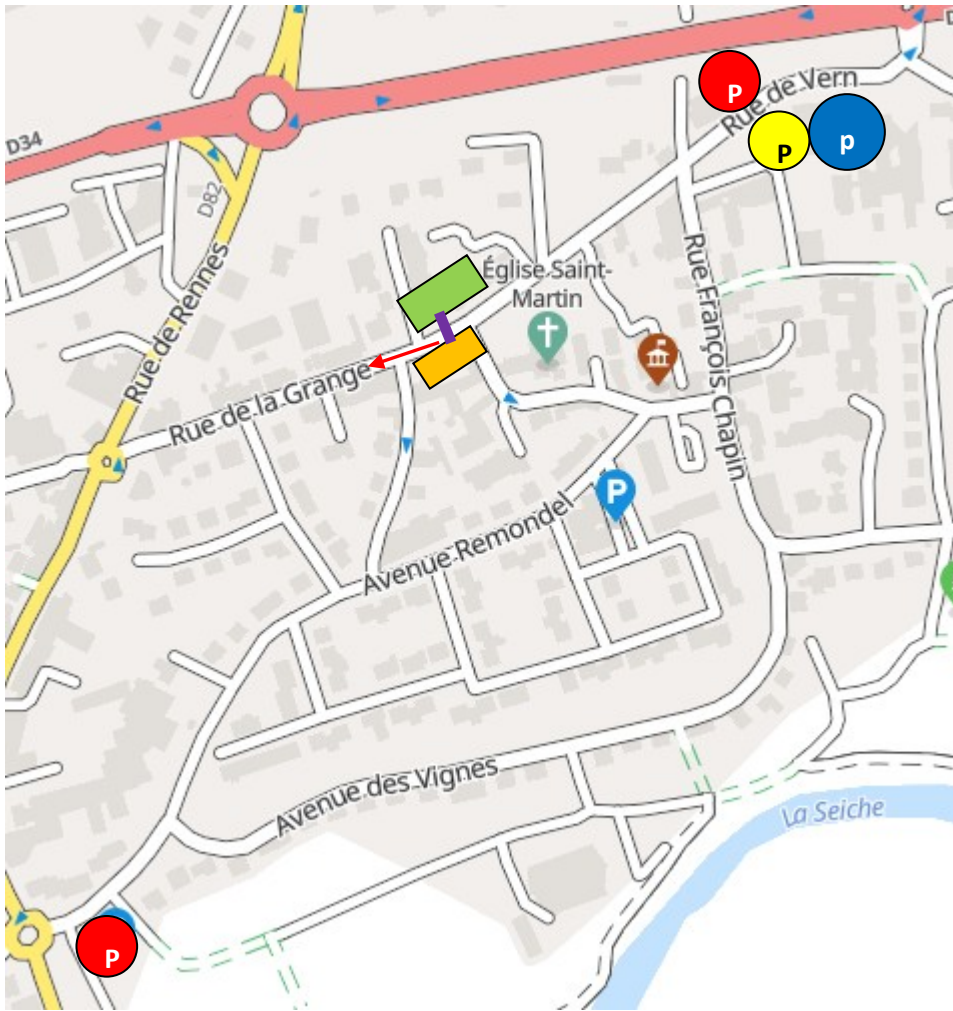 D
P
Rue de Vern
P
p
D34
D82
Rue de Rennes
Église Saint-
Martin
Rue François Chapin
Rue de la Grange
P
Avenue Remondel
Avenue des Vignes
La Seiche
P